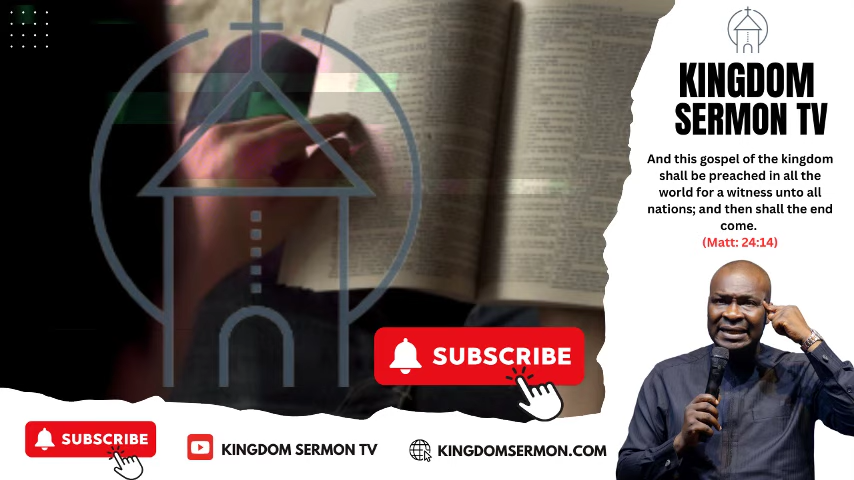 KINGDOM
SERMON TV
And this gospel of the kingdom
shall be preached in all the
world for a witness unto all
nations; and then shall the end
come.
(Matt: 24:14)
SUBSCRIBE
SUBSCRIBE
KINGDOM SERMON TV
KINGDOMSERMON.COM